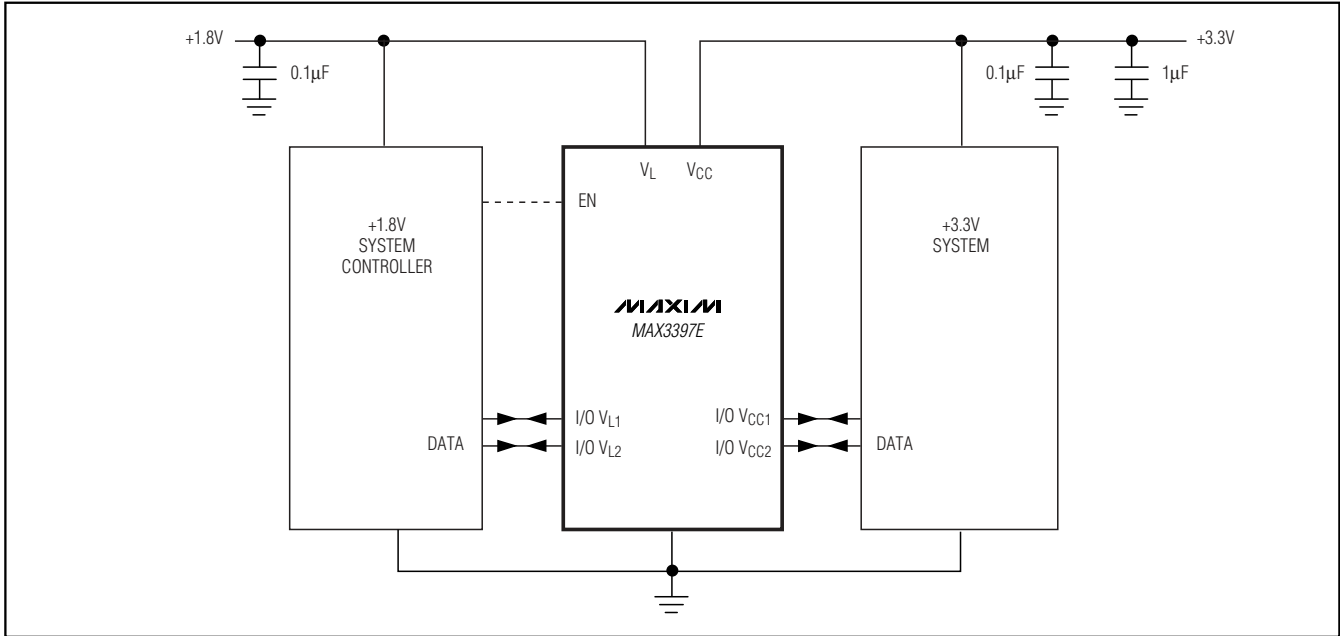 +1.8V
0.1µF
0.1µF
1µF
+3.3V
VL
VCC
EN
+1.8V
SYSTEM
CONTROLLER
+3.3V
SYSTEM
MAXIM
MAX3397E
I/O VL1
I/O VCC1
DATA
I/O VL2
I/O VCC2
DATA